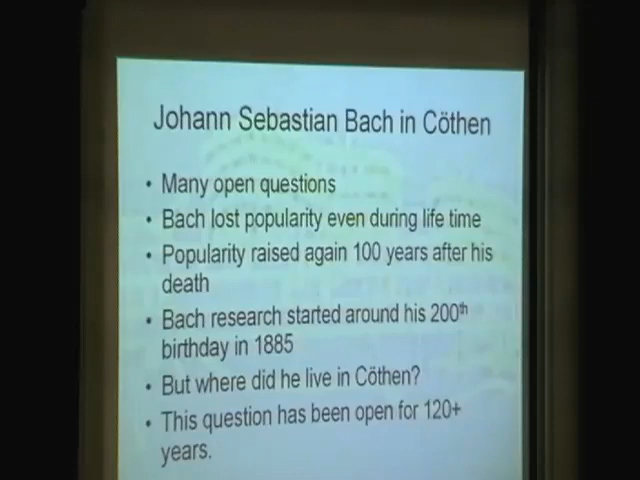 Johann Sebastian Bach in Cöthen
• Many open questions
• Bach lost popularity even during life time
• Popularity raised again 100 years after his
death
• Bach research started around his 200th
birthday in 1885
• But where did he live in Cöthen?
• This question has been open for 120+
years.